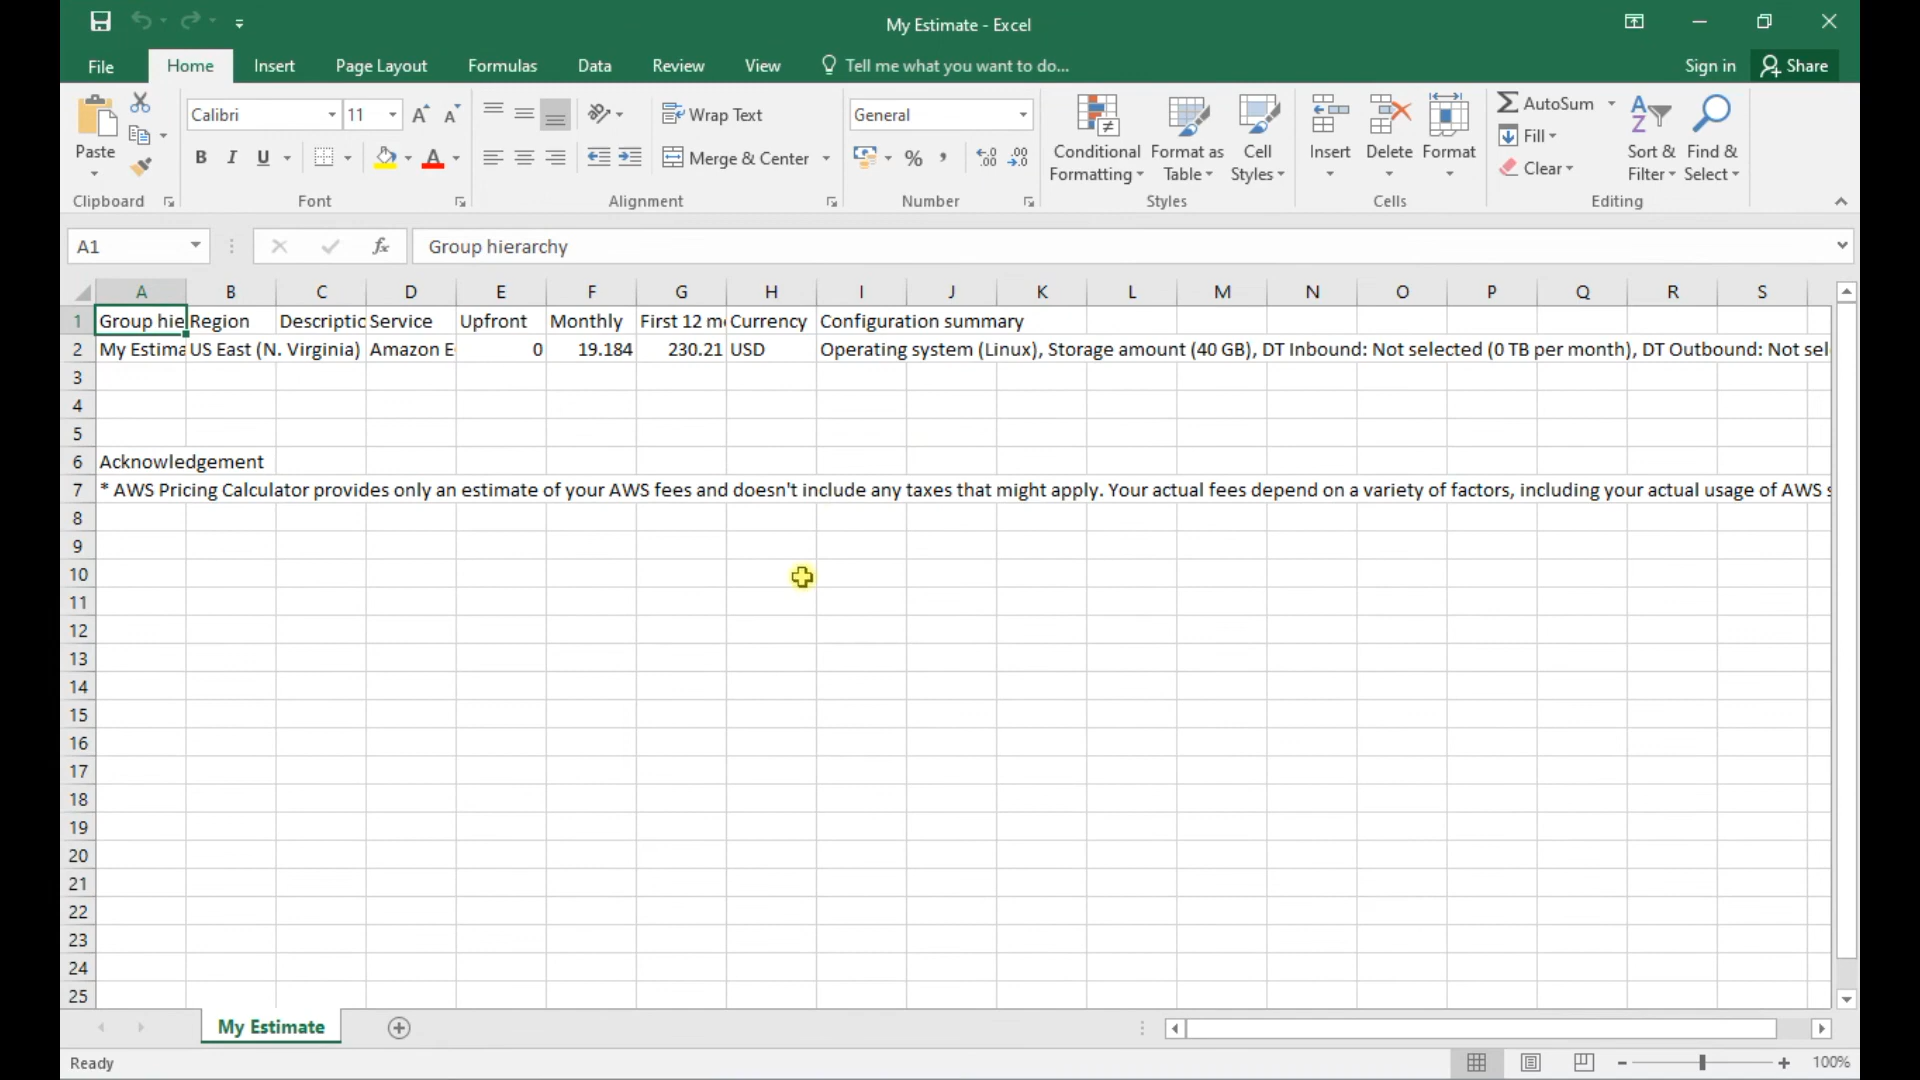 My Estimate - Excel
File Home Insert Page Layout Formulas Data Review View Tell me what you want to do... Sign in Share
Calibri 11 Wrap Text General AutoSum
Paste B I U A Merge & Center % Conditional Formatting Format as Table Cell Styles Insert Delete Format Fill Clear Sort & Filter Find & Select
Clipboard Font Alignment Number Styles Cells Editing
A1 fx Group hierarchy
A B C D E F G H I J K L M N O P Q R S
1 Group hie Region Descriptio Service Upfront Monthly First 12 mo Currency Configuration summary
2 My Estima US East (N. Virginia) Amazon E 0 19.184 230.21 USD Operating system (Linux), Storage amount (40 GB), DT Inbound: Not selected (0 TB per month), DT Outbound: Not sel
3
4
5
6 Acknowledgement
7 * AWS Pricing Calculator provides only an estimate of your AWS fees and doesn't include any taxes that might apply. Your actual fees depend on a variety of factors, including your actual usage of AWS s
8
9
10
11
12
13
14
15
16
17
18
19
20
21
22
23
24
25
My Estimate
Ready 100%